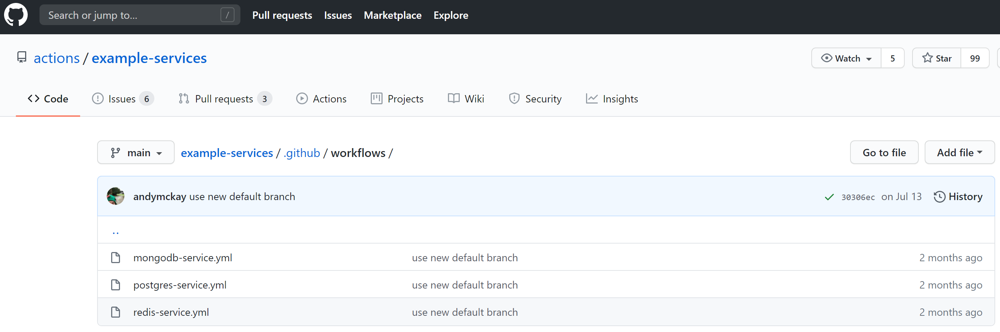 Search or jump to... / Pull requests Issues Marketplace Explore
actions / example-services Watch 5 Star 99
Code Issues 6 Pull requests 3 Actions Projects Wiki Security Insights
main example-services / .github / workflows / Go to file Add file
andymckay use new default branch 30306ec on Jul 13 History
..
mongodb-service.yml use new default branch 2 months ago
postgres-service.yml use new default branch 2 months ago
redis-service.yml use new default branch 2 months ago